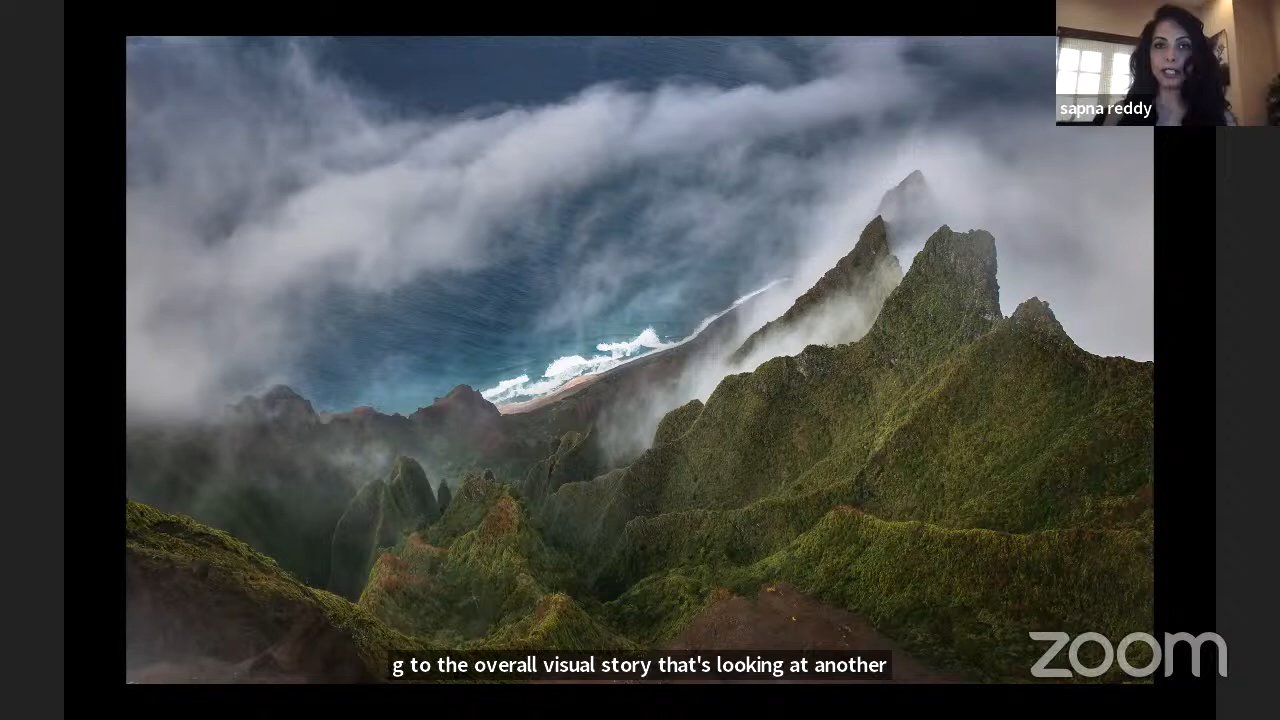 sapna reddy
g to the overall visual story that's looking at another
zoom